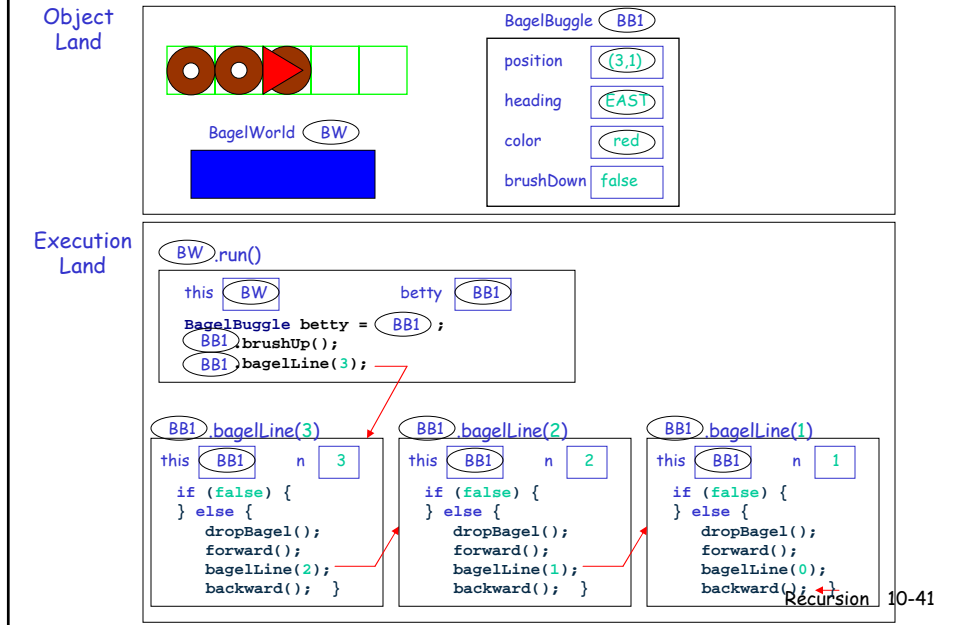 Object
Land
BagelBuggle BB1
position (3,1)
heading EAST
color red
brushDown false
BagelWorld BW
Execution
Land
BW.run()
this BW betty BB1
BagelBuggle betty = BB1 ;
BB1.brushUp();
BB1.bagelLine(3);
BB1.bagelLine(3)
this BB1 n 3
if (false) {
} else {
dropBagel();
forward();
bagelLine(2);
backward(); }
BB1.bagelLine(2)
this BB1 n 2
if (false) {
} else {
dropBagel();
forward();
bagelLine(1);
backward(); }
BB1.bagelLine(1)
this BB1 n 1
if (false) {
} else {
dropBagel();
forward();
bagelLine(0);
backward(); }
Recursion 10-41